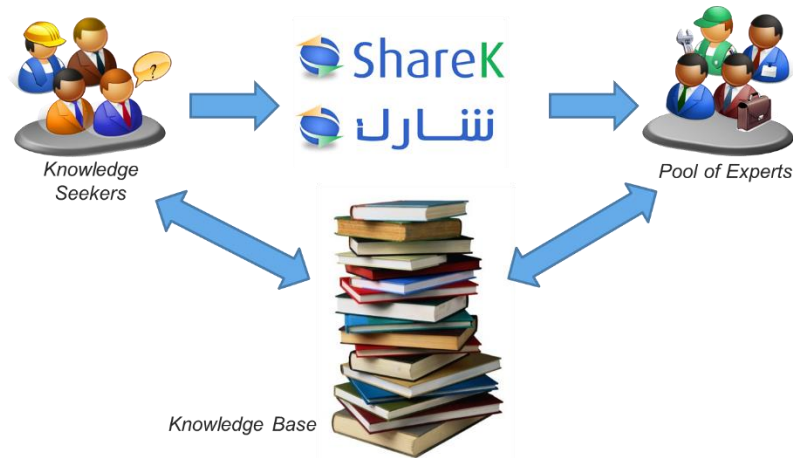 ?
ShareK
شارك
Knowledge
Seekers
Pool of Experts
Knowledge Base